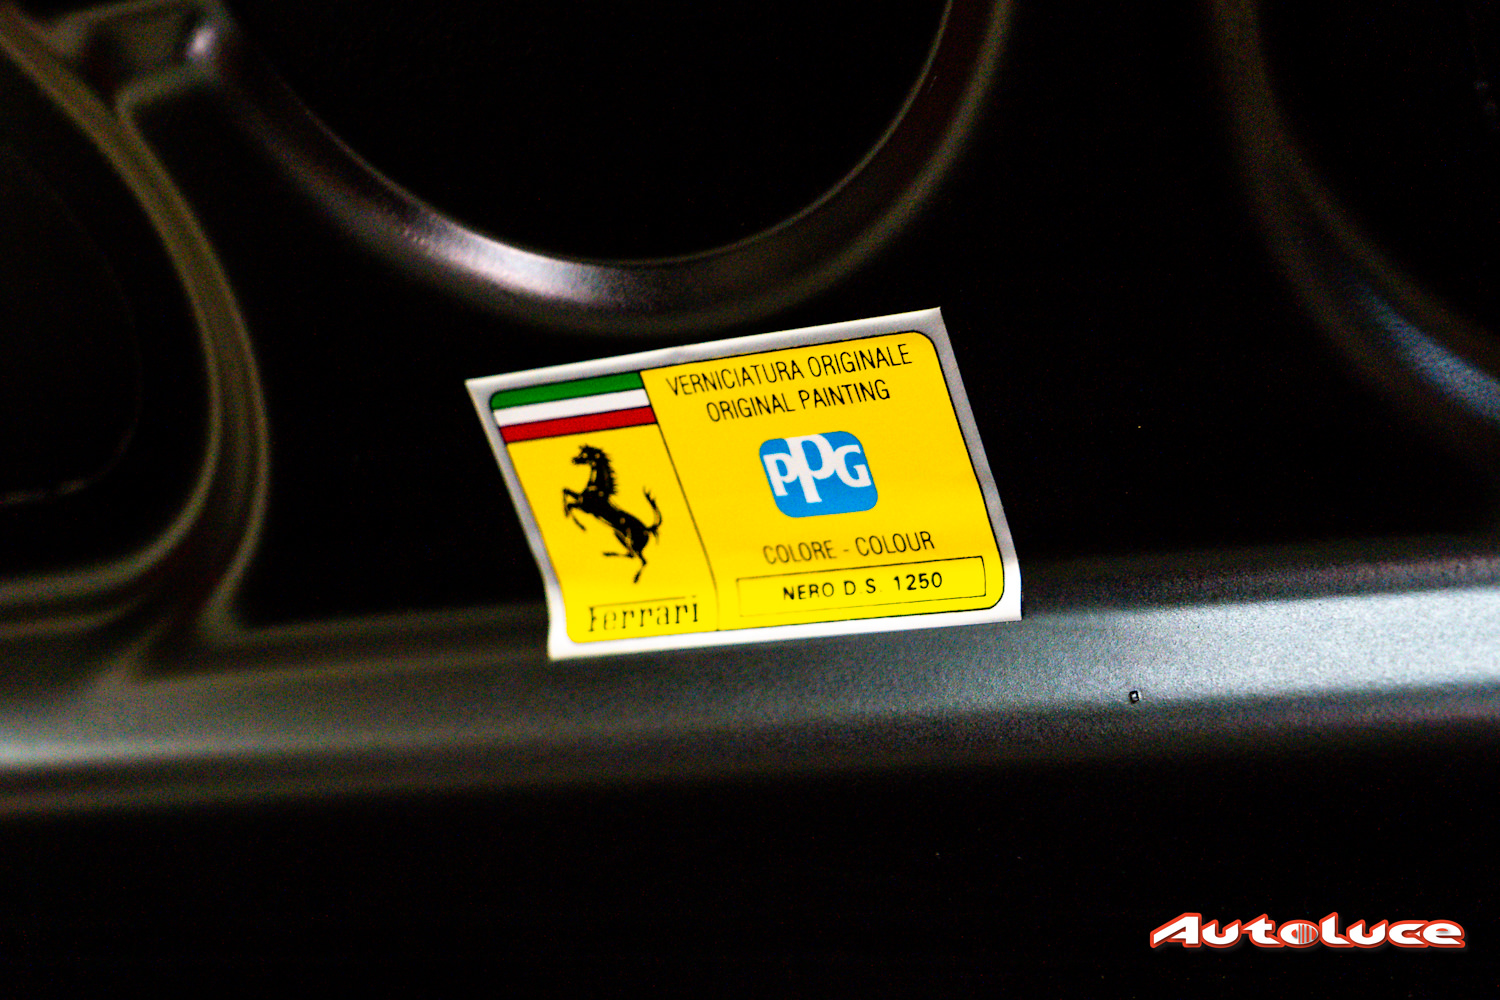 VERNICIATURA ORIGINALE
ORIGINAL PAINTING
PPG
COLORE - COLOUR
NERO D.S. 1250
Ferrari
Autoluce